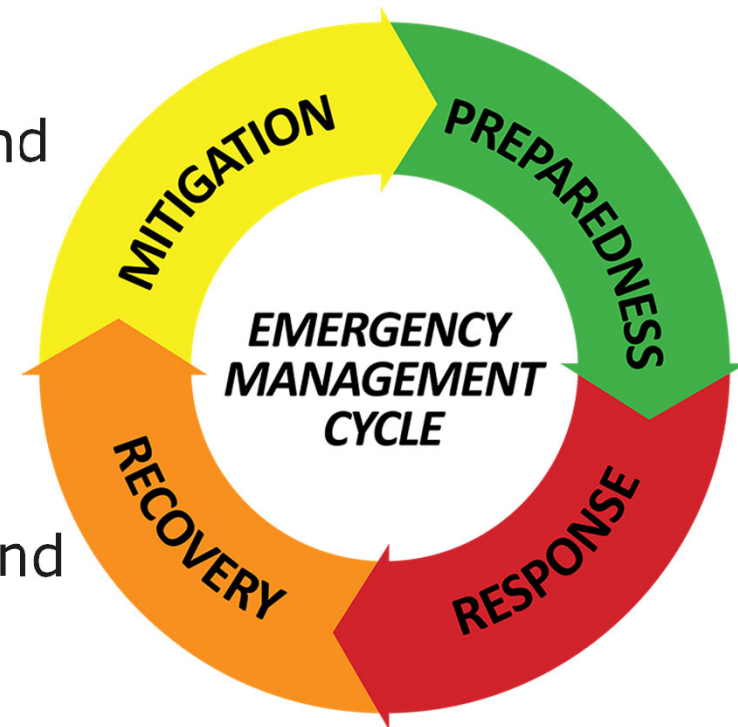 MITIGATION
PREPAREDNESS
EMERGENCY
MANAGEMENT
CYCLE
RECOVERY
RESPONSE